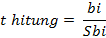 t hitung = bi / Sbi